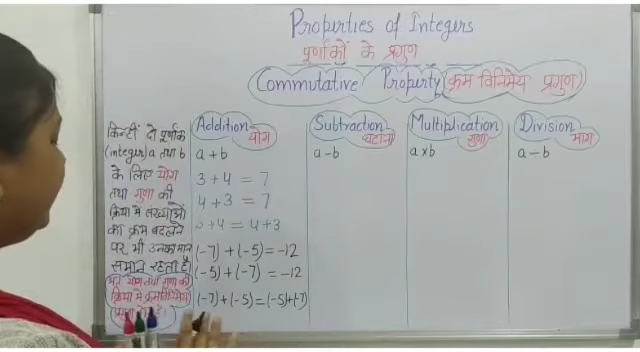 Properties of Integers
पूर्णांकों के प्रगुण
Commutative Property (क्रम विनिमेय प्रगुण)
किन्हीं दो पूर्णांक
(integer) a तथा b
के लिए योग
तथा गुणा की
क्रिया में संख्याओं
का क्रम बदलने
पर भी उनका मान
समान रहता है।
क्रिया में क्रमविनिमेय
Addition योग
a + b
3 + 4 = 7
4 + 3 = 7
+ 4 = 4 + 3
(-7) + (-5) = -12
(-5) + (-7) = -12
(-7) + (-5) = (-5) + (-7)
Subtraction घटाना
a - b
Multiplication गुणा
a x b
Division भाग
a - b